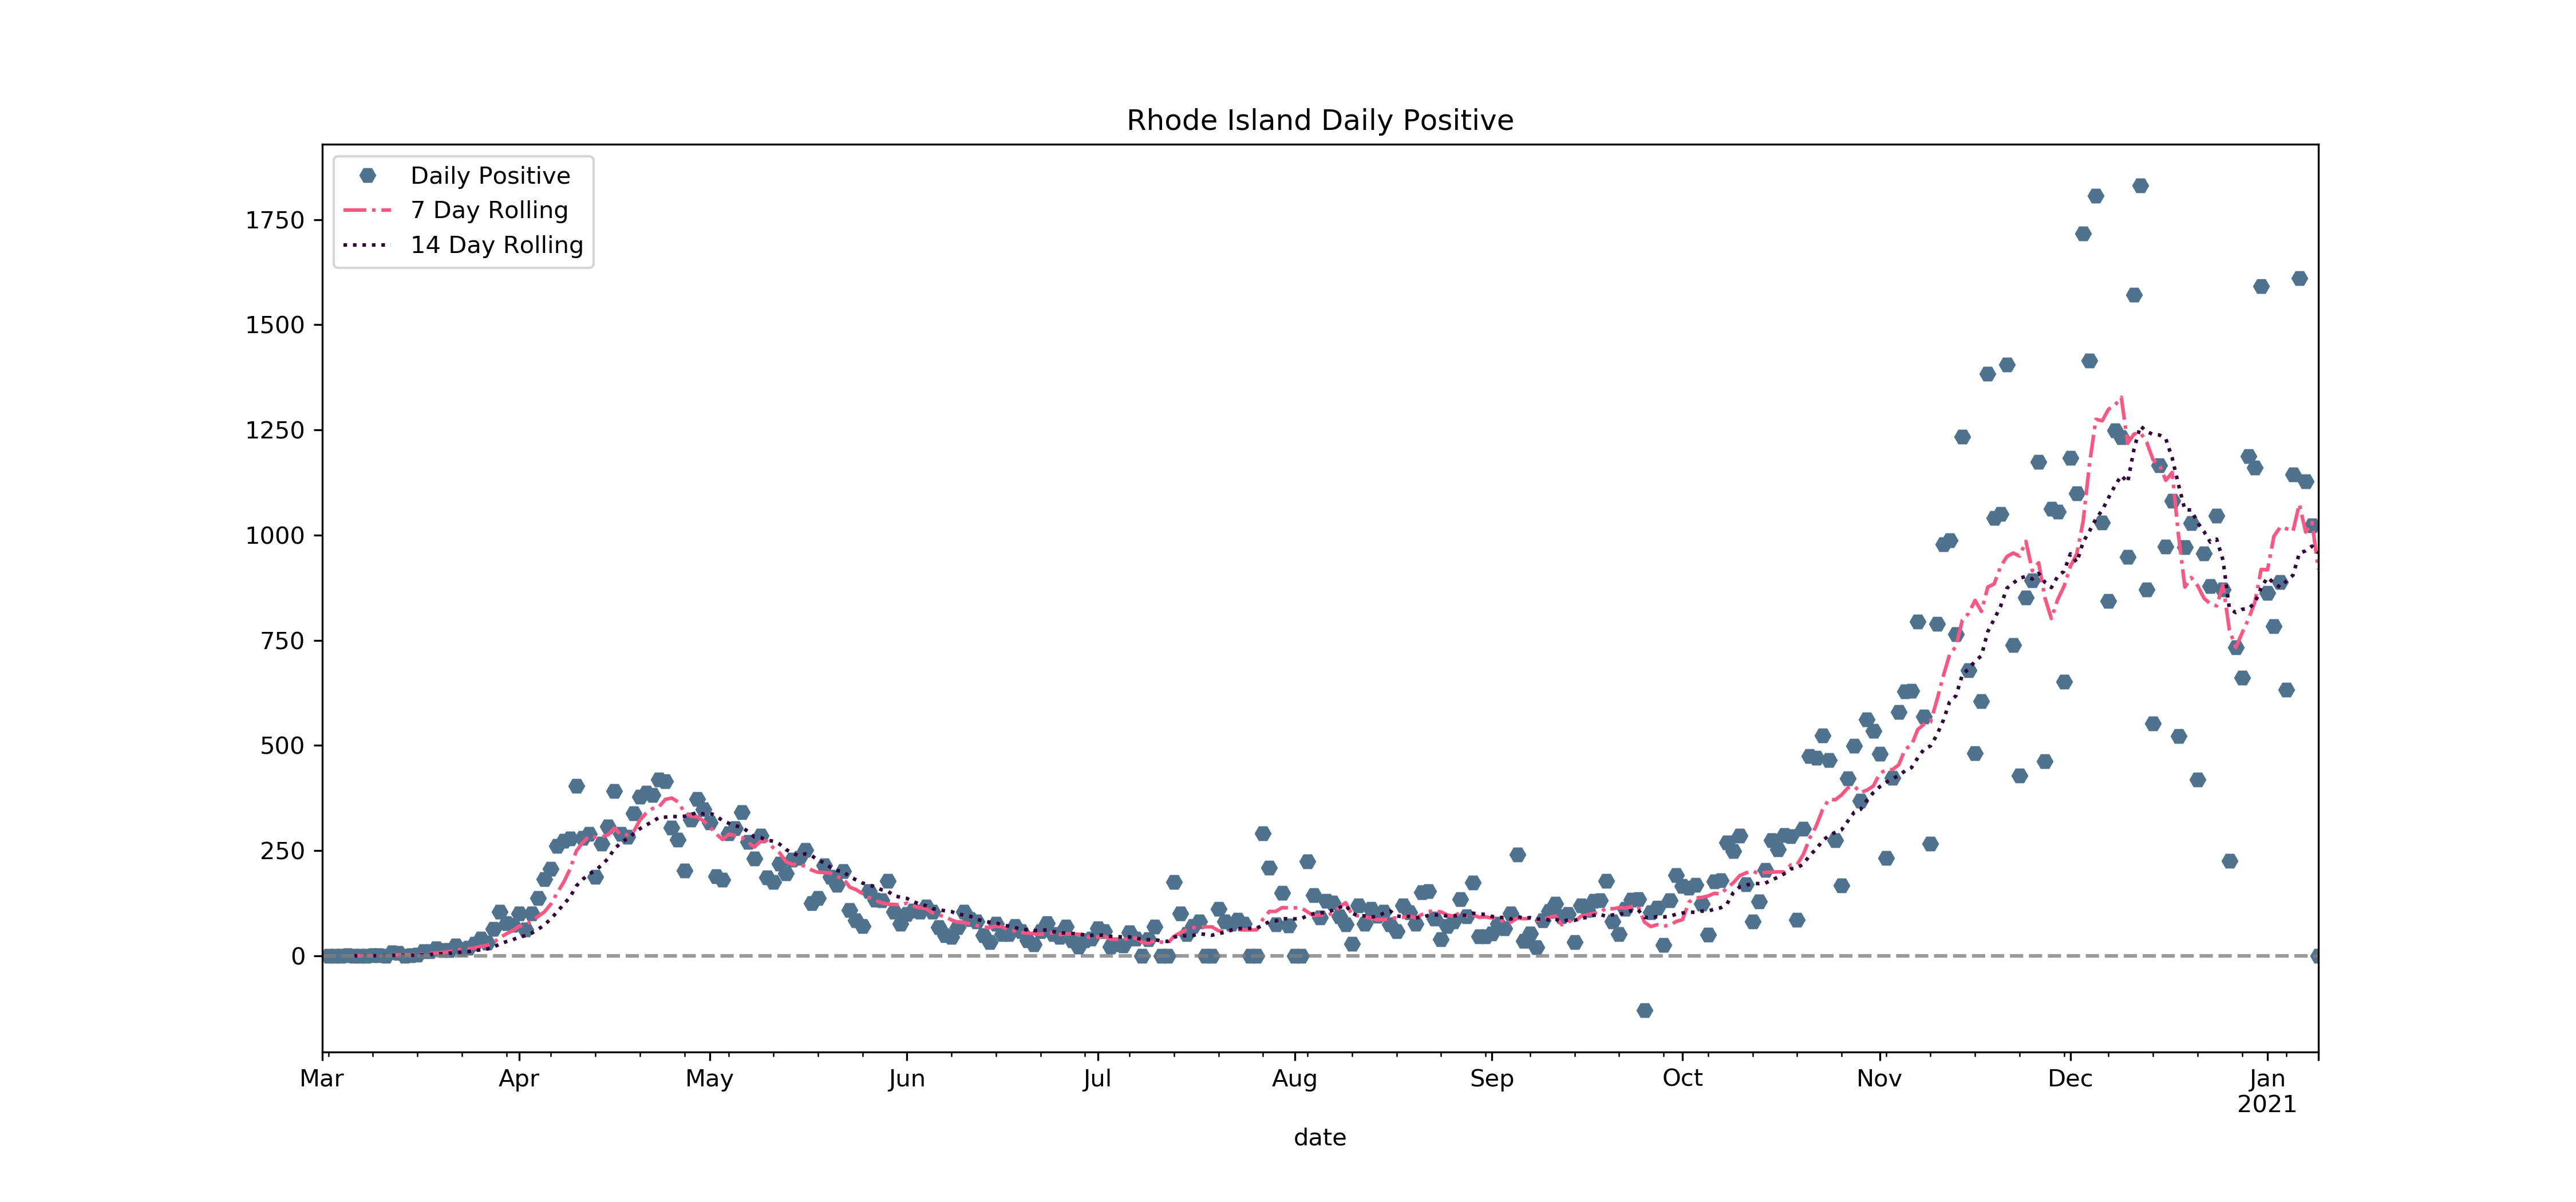 Rhode Island Daily Positive
Daily Positive
7 Day Rolling
14 Day Rolling
1750
1500
1250
1000
750
500
250
0
Mar Apr May Jun Jul Aug Sep Oct Nov Dec Jan
2021
date